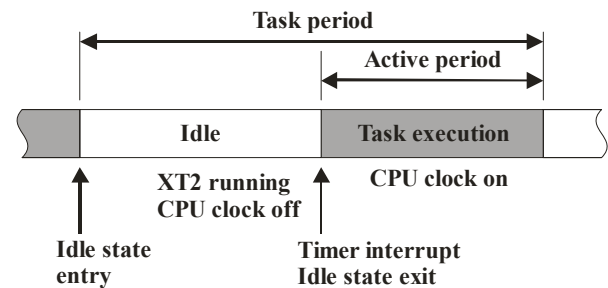 Task period
Active period
Idle
Task execution
XT2 running
CPU clock off
CPU clock on
Idle state
entry
Timer interrupt
Idle state exit